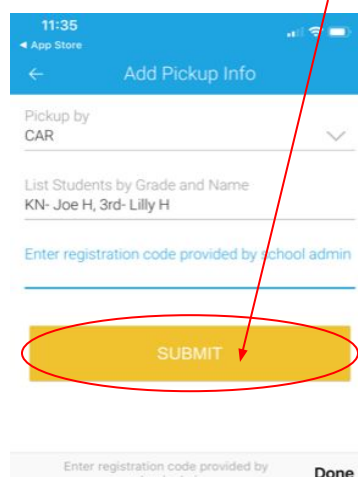 11:35
◄ App Store
← Add Pickup Info
Pickup by
CAR
List Students by Grade and Name
KN- Joe H, 3rd- Lilly H
Enter registration code provided by school admin
SUBMIT
Enter registration code provided by
Done